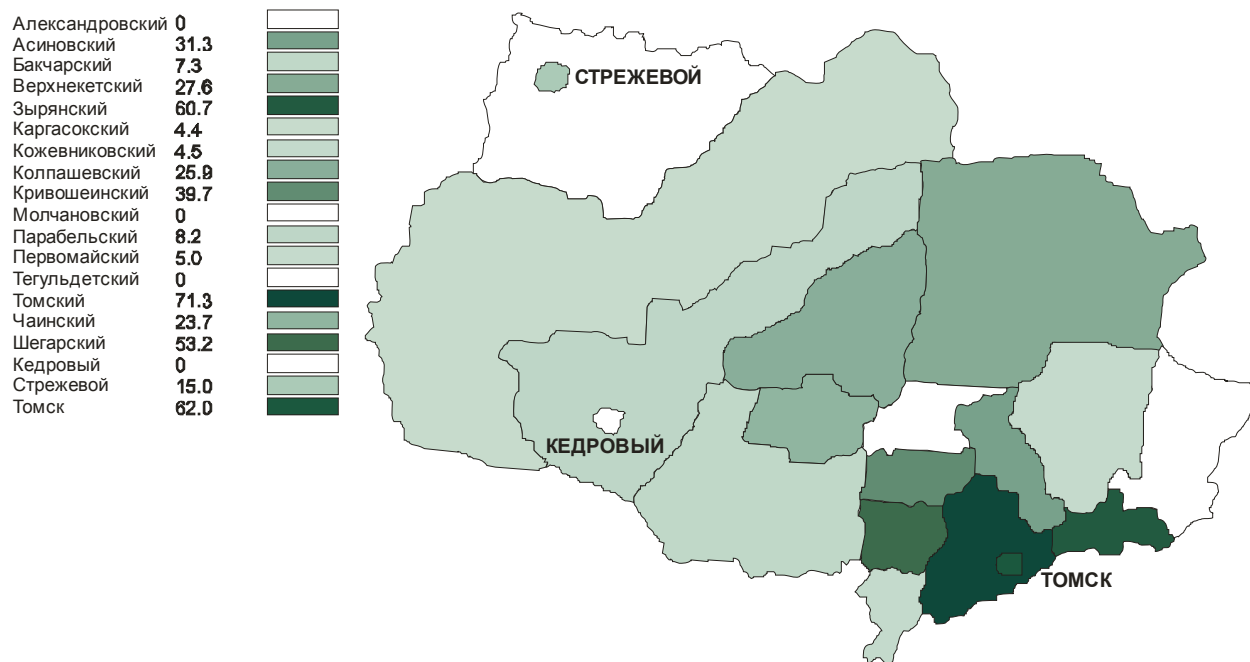 Александровский 0
Асиновский 31.3
Бакчарский 7.3
Верхнекетский 27.6
Зырянский 60.7
Каргасокский 4.4
Кожевниковский 4.5
Колпашевский 25.9
Кривошеинский 39.7
Молчановский 0
Парабельский 8.2
Первомайский 5.0
Тегульдетский 0
Томский 71.3
Чаинский 23.7
Шегарский 53.2
Кедровый 0
Стрежевой 15.0
Томск 62.0
СТРЕЖЕВОЙ
КЕДРОВЫЙ
ТОМСК